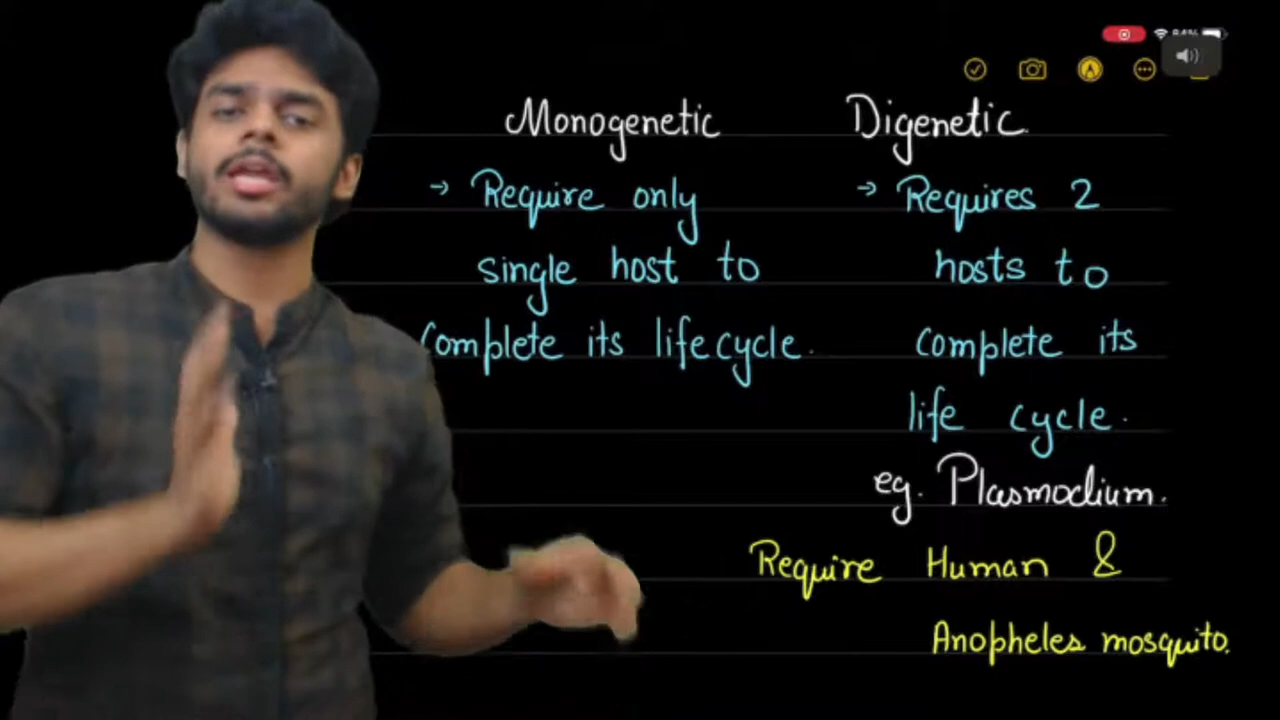 Monogenetic
→ Require only
single host to
complete its lifecycle.
Digenetic
→ Requires 2
hosts to
complete its
life cycle.
eg. Plasmodium.
Require Human &
Anopheles mosquito.